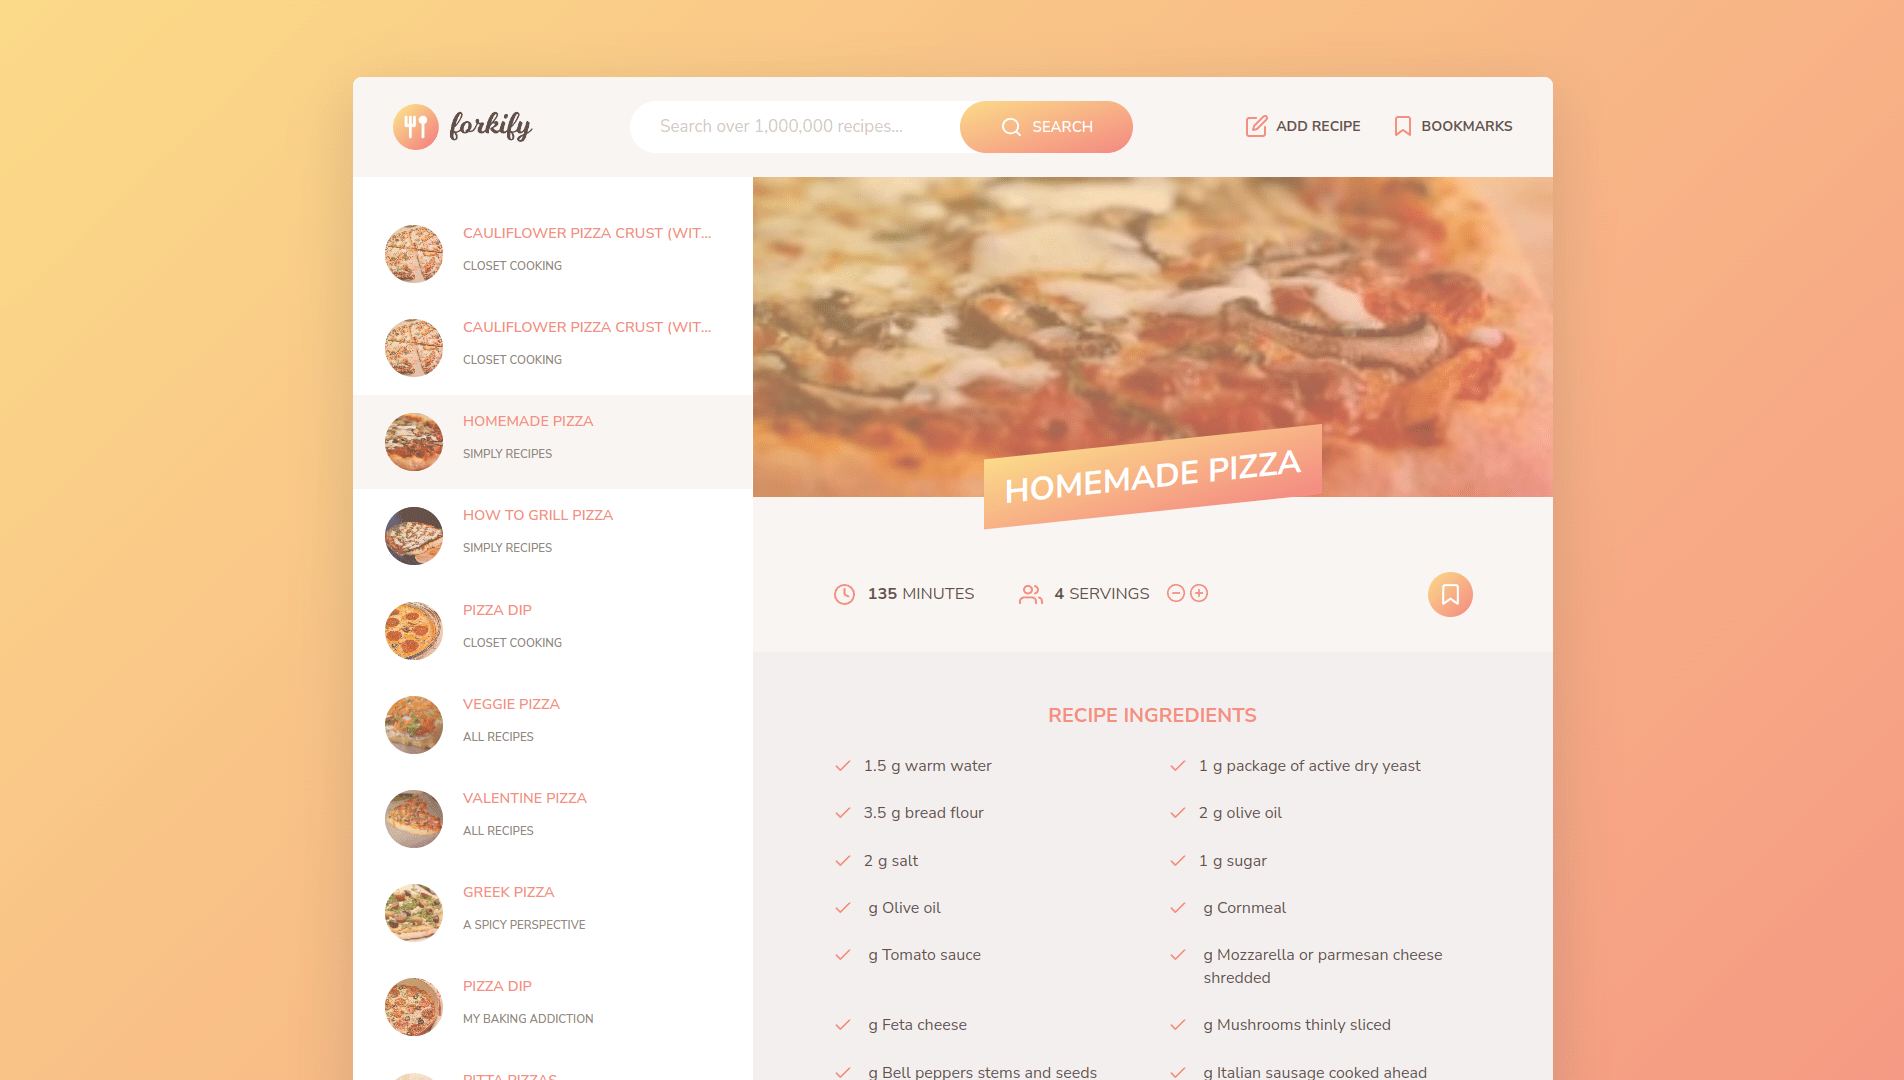 forkify
Search over 1,000,000 recipes...
SEARCH
ADD RECIPE
BOOKMARKS
CAULIFLOWER PIZZA CRUST (WIT...
CLOSET COOKING
CAULIFLOWER PIZZA CRUST (WIT...
CLOSET COOKING
HOMEMADE PIZZA
SIMPLY RECIPES
HOW TO GRILL PIZZA
SIMPLY RECIPES
PIZZA DIP
CLOSET COOKING
VEGGIE PIZZA
ALL RECIPES
VALENTINE PIZZA
ALL RECIPES
GREEK PIZZA
A SPICY PERSPECTIVE
PIZZA DIP
MY BAKING ADDICTION
PITTA PIZZAS
HOMEMADE PIZZA
135 MINUTES
4 SERVINGS
RECIPE INGREDIENTS
1.5 g warm water
1 g package of active dry yeast
3.5 g bread flour
2 g olive oil
2 g salt
1 g sugar
g Olive oil
g Cornmeal
g Tomato sauce
g Mozzarella or parmesan cheese
shredded
g Feta cheese
g Mushrooms thinly sliced
g Bell peppers stems and seeds
g Italian sausage cooked ahead